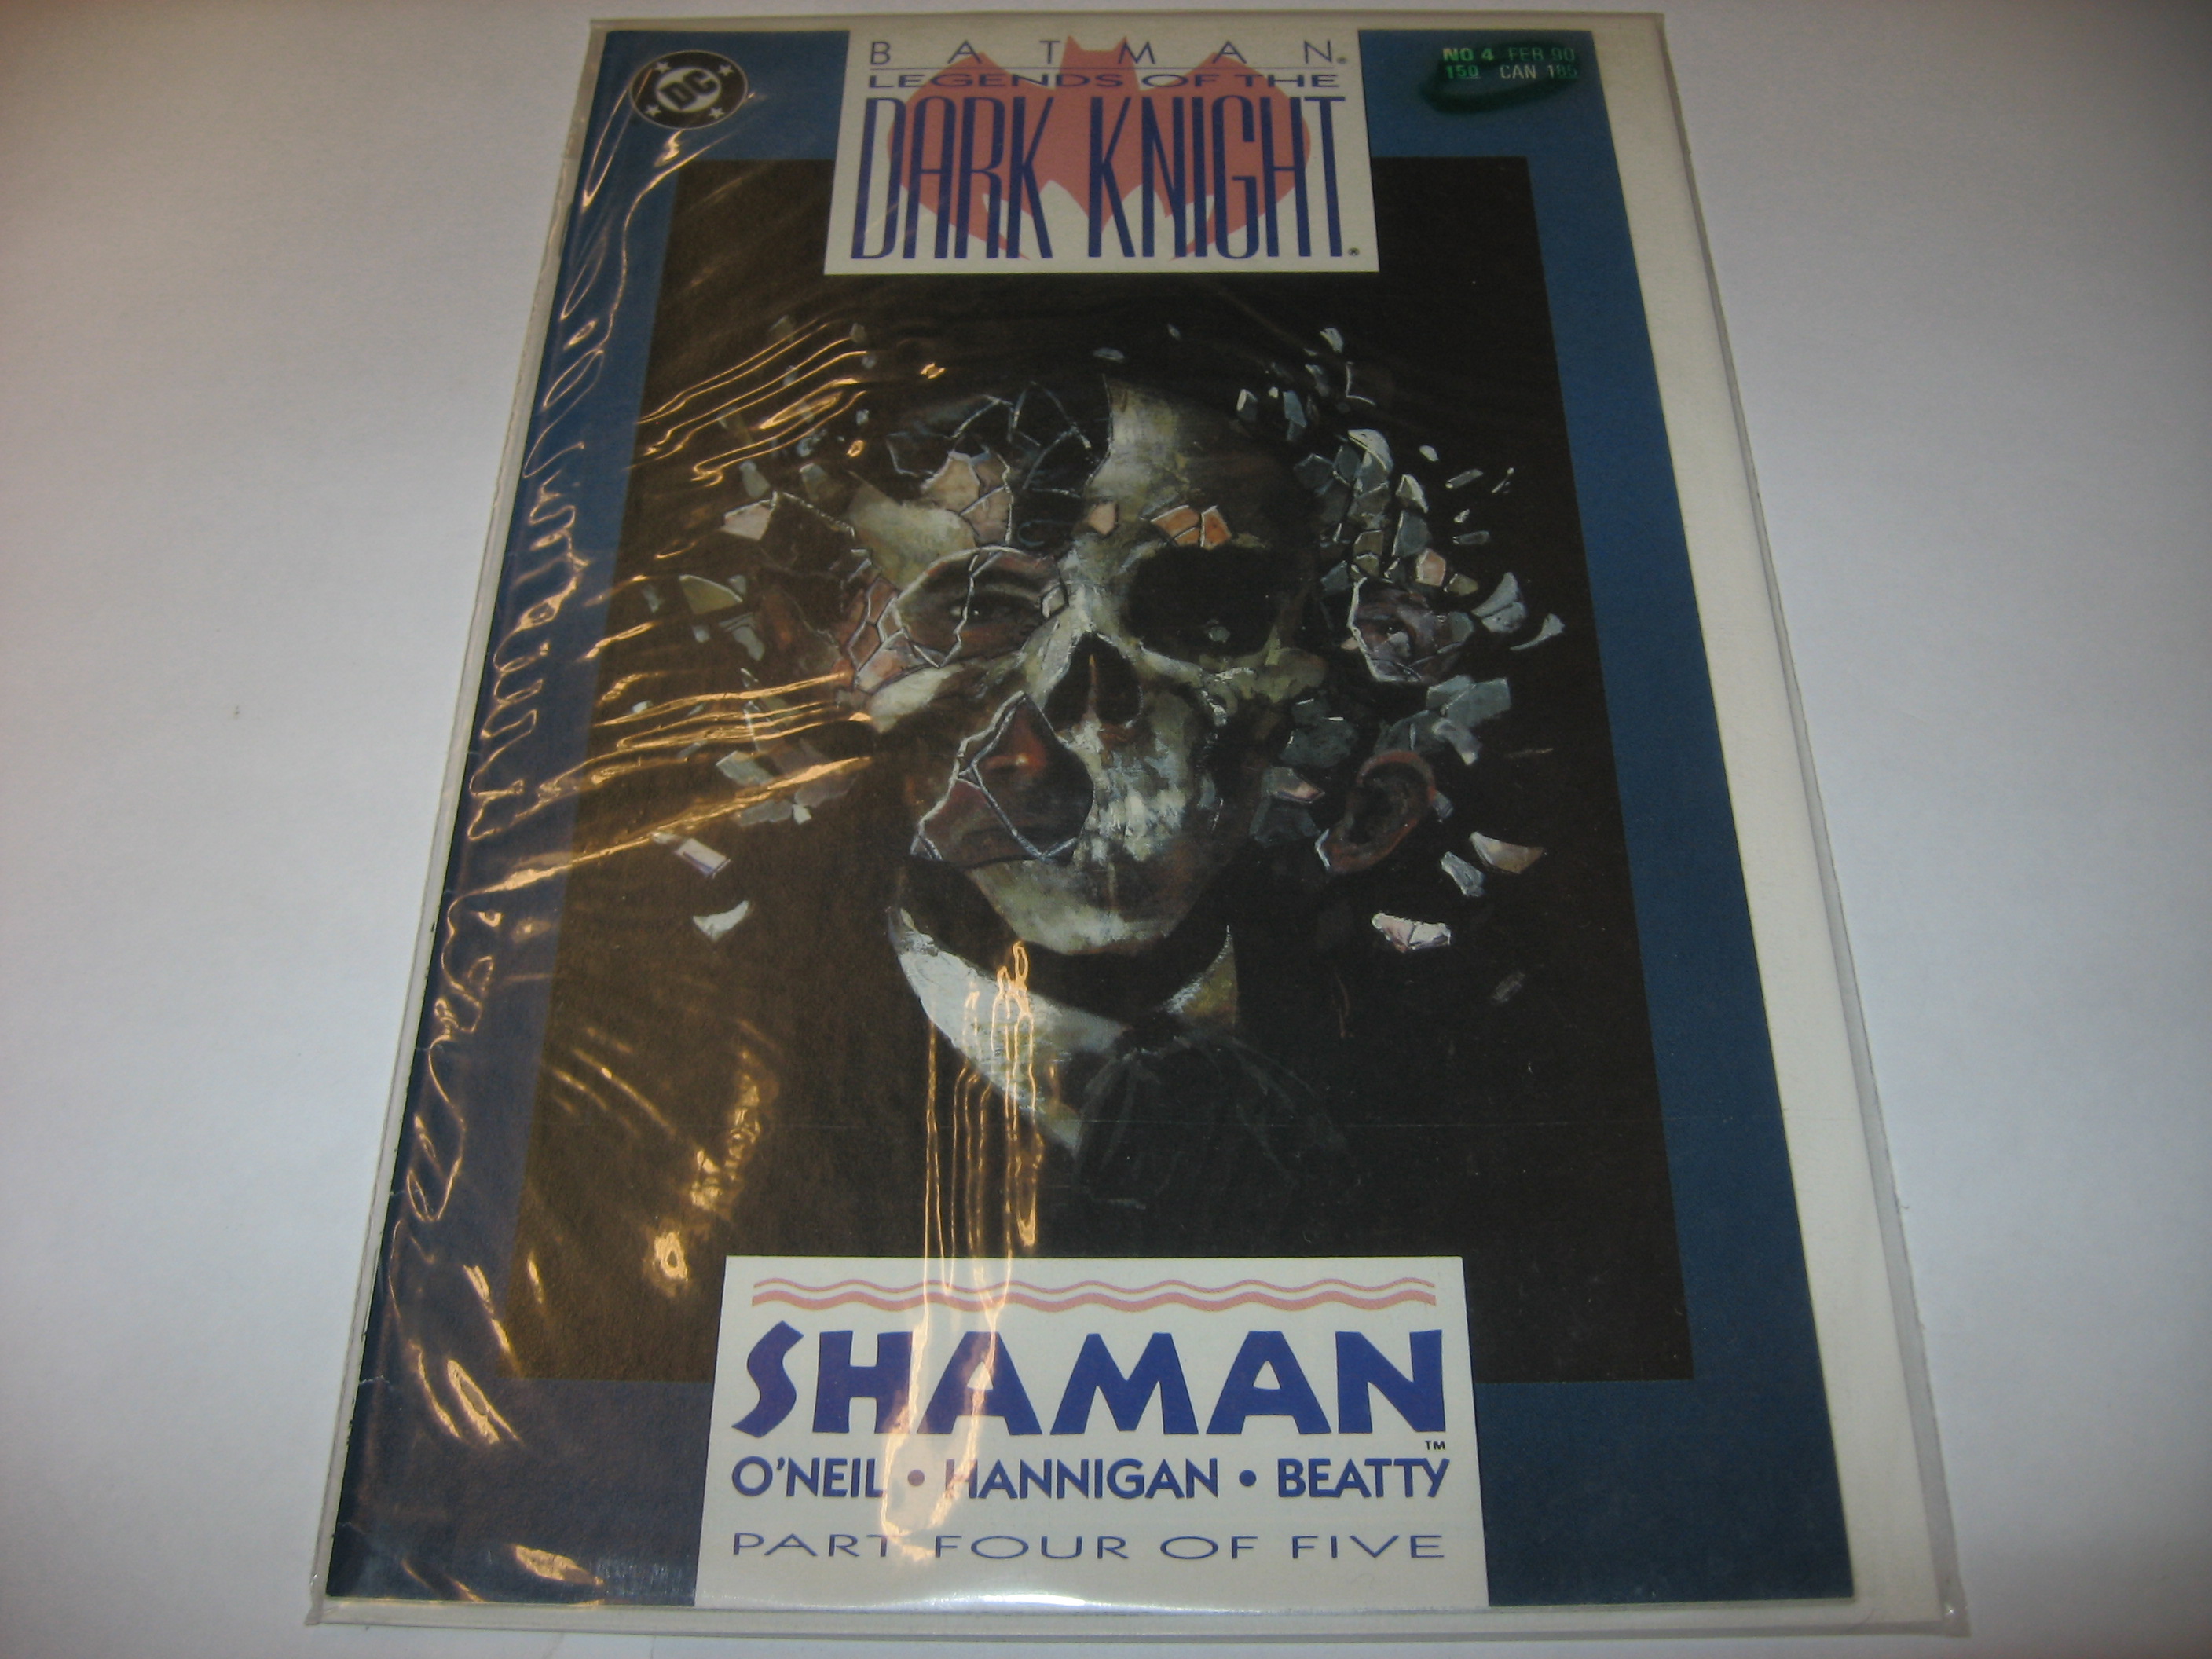 DC
BATMAN®
LEGENDS OF THE
DARK KNIGHT®
NO 4 FEB 90
150 CAN 185
SHAMAN™
O'NEIL • HANNIGAN • BEATTY
PART FOUR OF FIVE